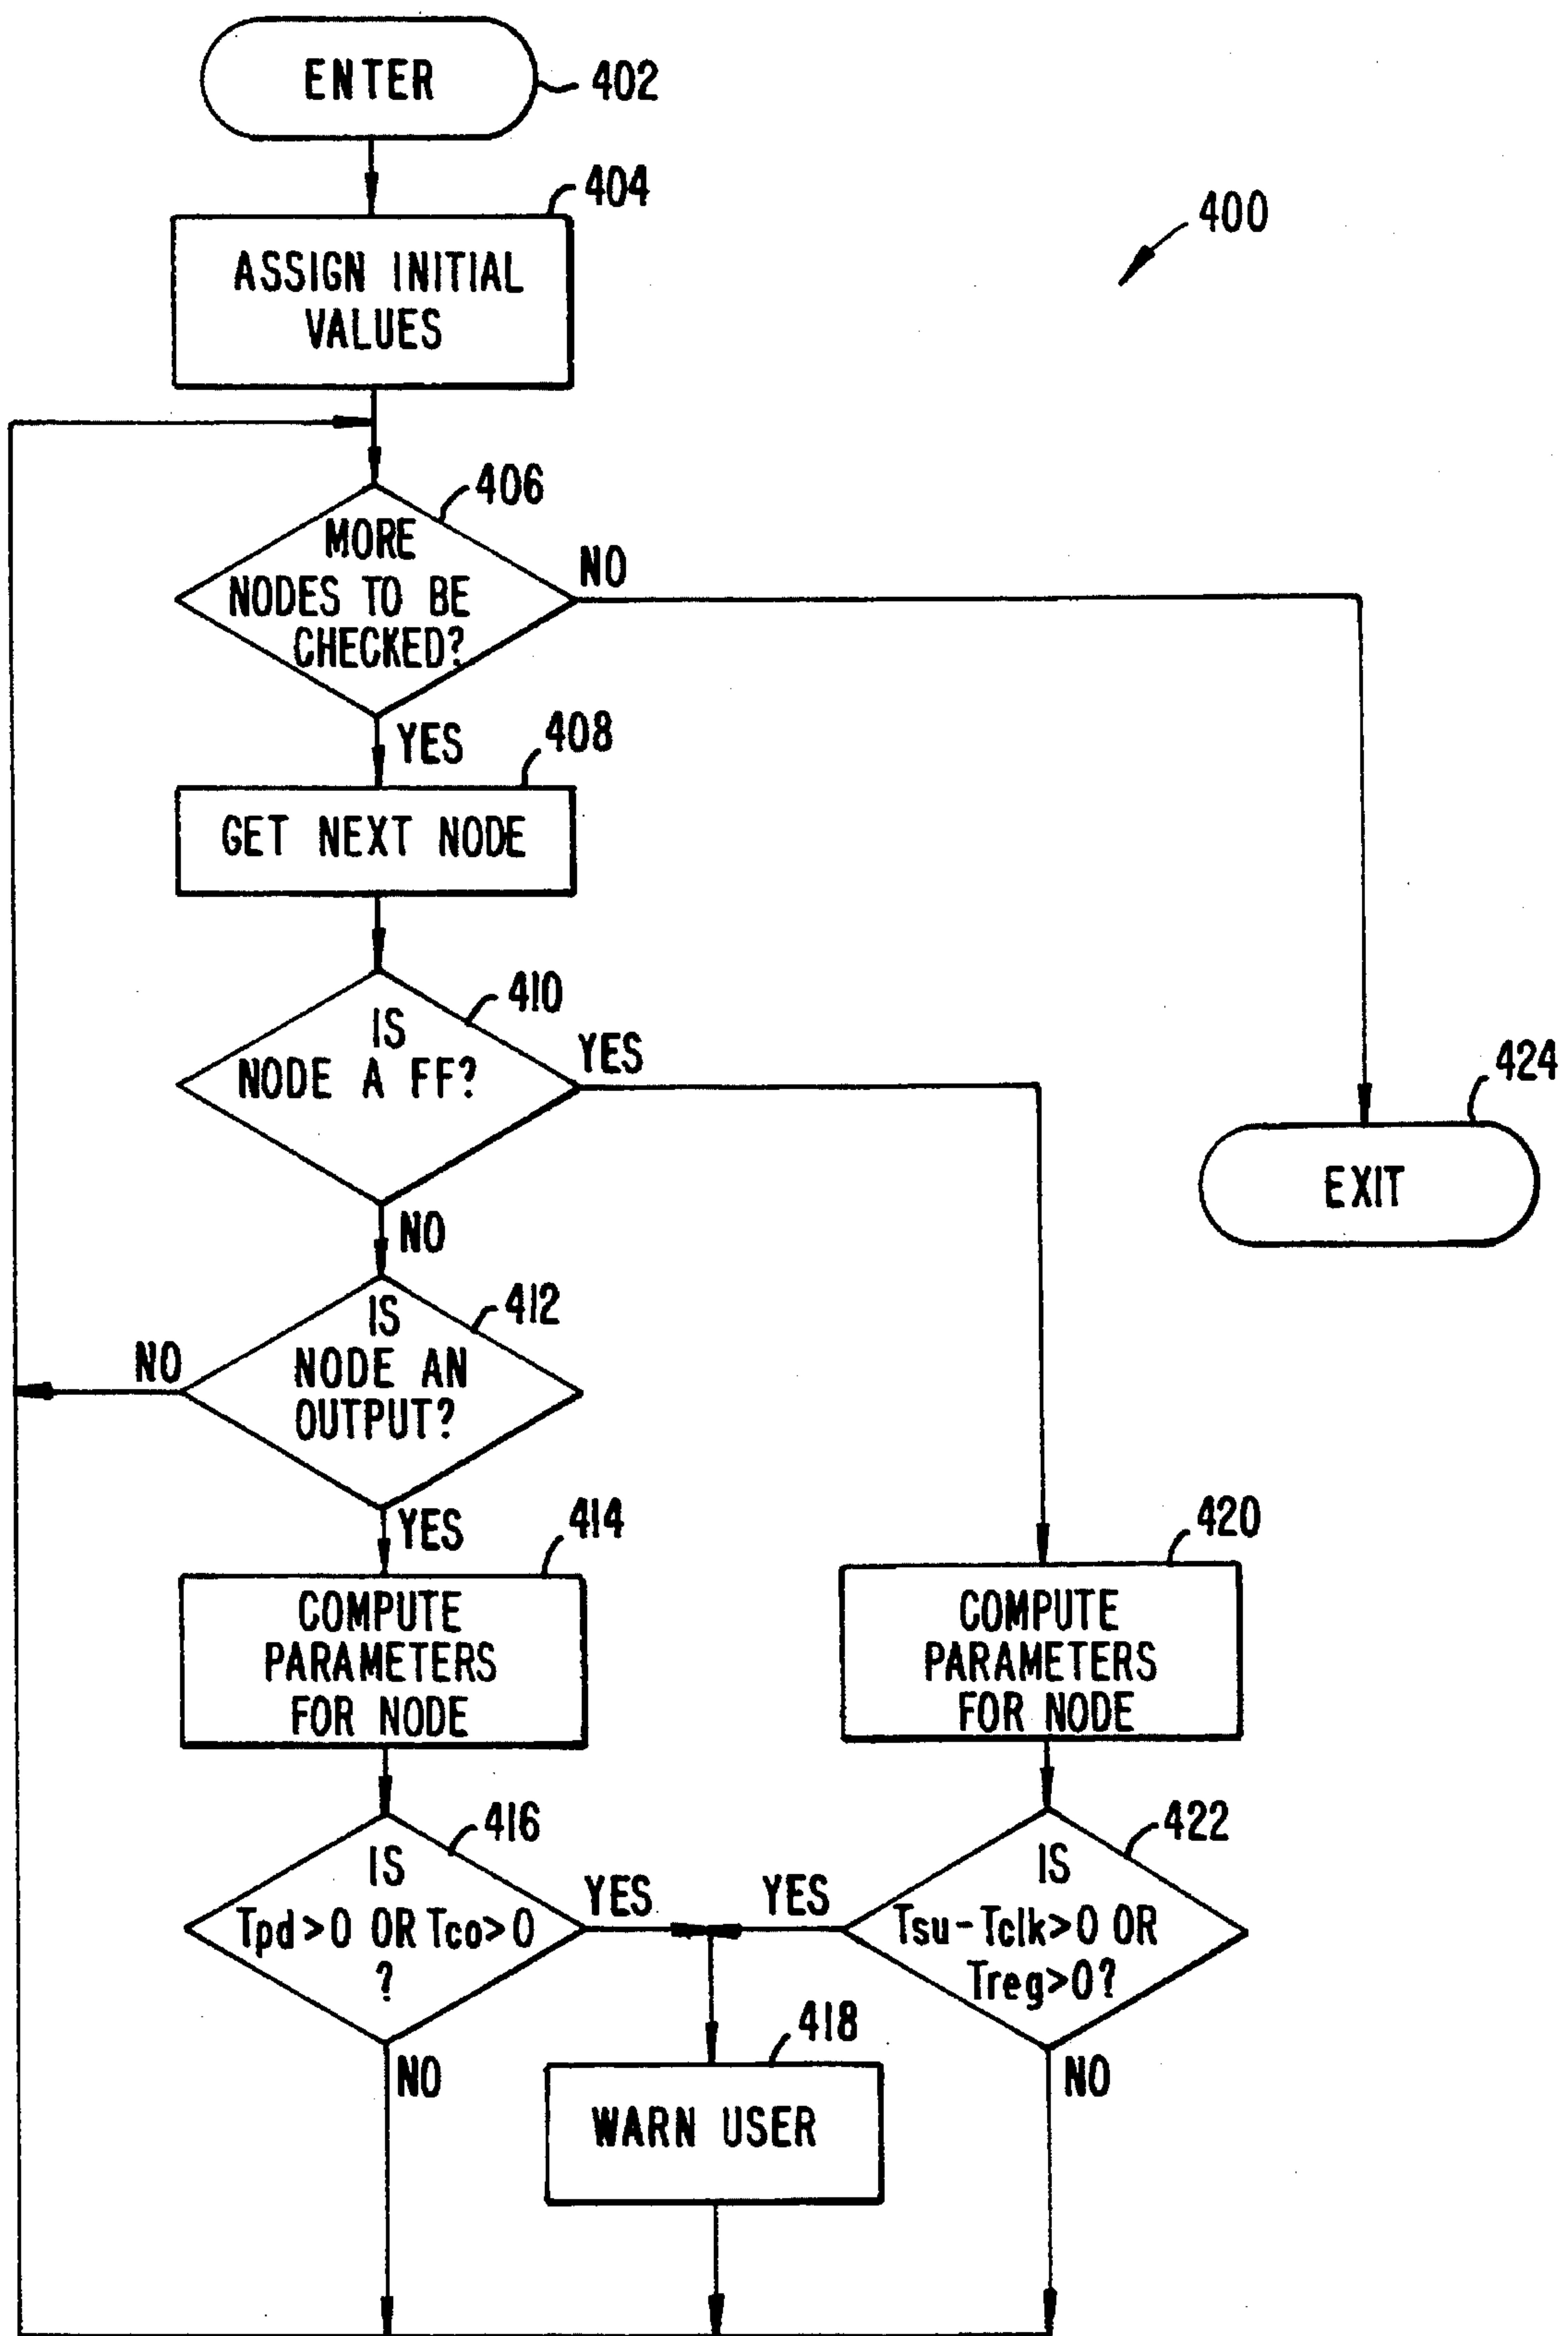 ENTER
402
404
ASSIGN INITIAL
VALUES
400
406
MORE
NODES TO BE
CHECKED?
NO
YES
408
GET NEXT NODE
410
IS
NODE A FF?
YES
424
EXIT
NO
412
IS
NODE AN
OUTPUT?
NO
YES
414
COMPUTE
PARAMETERS
FOR NODE
420
COMPUTE
PARAMETERS
FOR NODE
416
IS
Tpd>0 OR Tco>0
?
YES
NO
422
IS
Tsu-Tclk>0 OR
Treg>0?
YES
NO
418
WARN USER